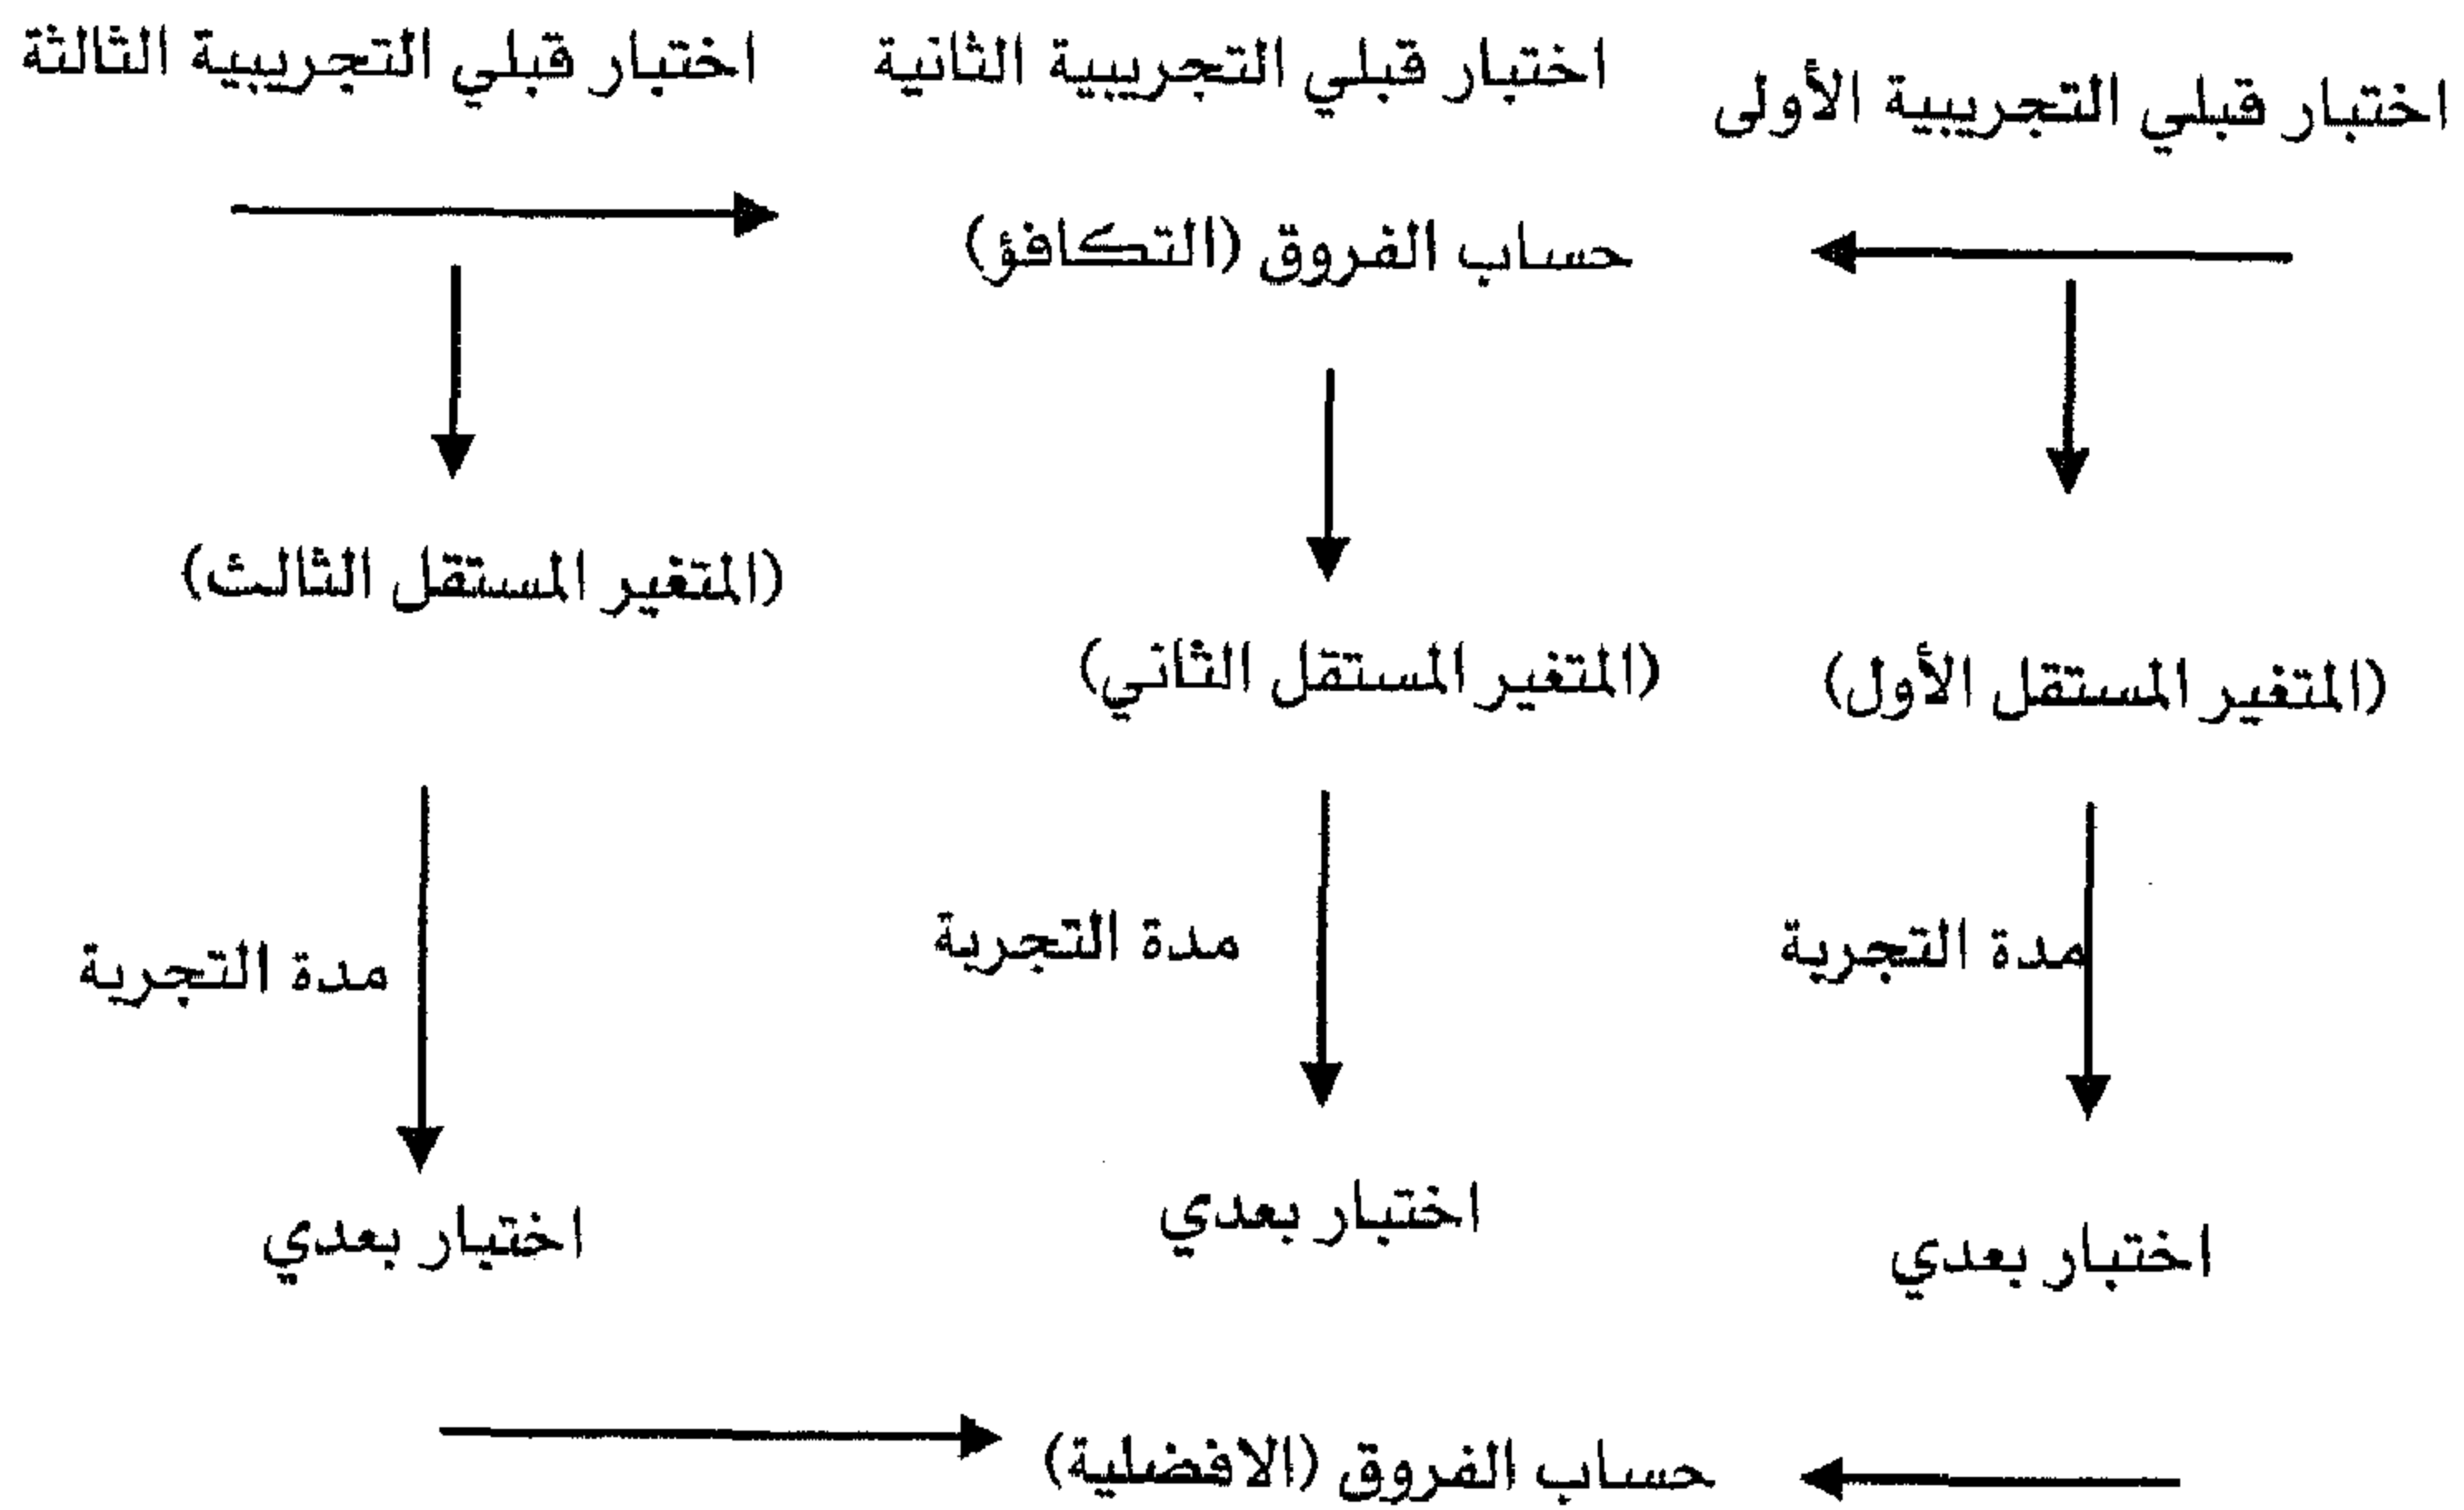 اختبار قبلي التجريبية الأولى
اختبار قبلي التجريبية الثانية
اختبار قبلي التجريبية الثالثة
حساب الفروق (التكافؤ)
(المتغير المستقل الأول)
(المتغير المستقل الثاني)
(المتغير المستقل الثالث)
مدة التجربة
مدة التجربة
مدة التجربة
اختبار بعدي
اختبار بعدي
اختبار بعدي
حساب الفروق (الافضلية)